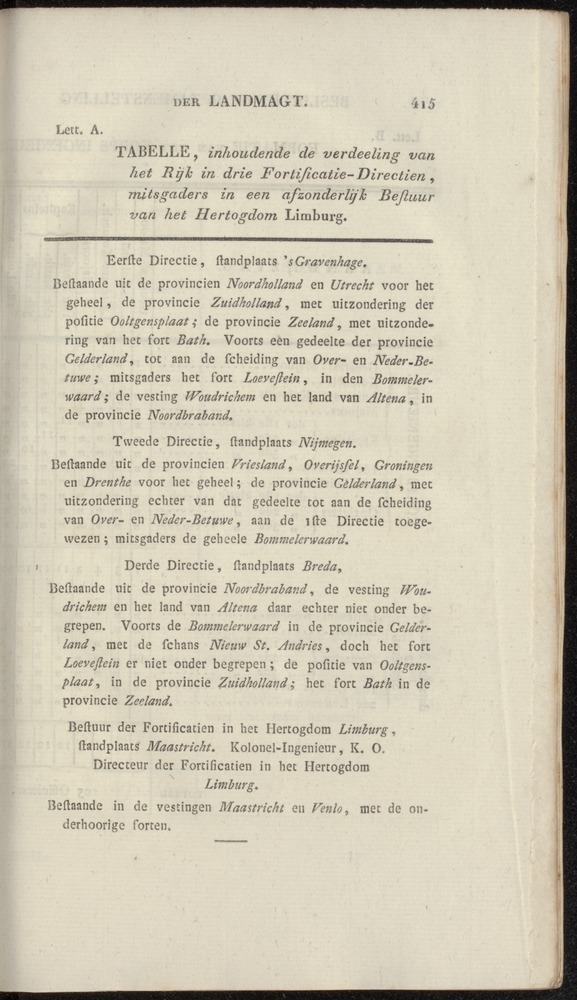 DER LANDMAGT. 415
Lett. A.
TABELLE, inhoudende de verdeeling van
het Rijk in drie Fortificatie-Directien,
mitsgaders in een afzonderlijk Beſtuur
van het Hertogdom Limburg.
Eerſte Directie, ſtandplaats 's Gravenhage.
Beſtaande uit de provincien Noordholland en Utrecht voor het
geheel, de provincie Zuidholland, met uitzondering der
poſitie Ooltgensplaat; de provincie Zeeland, met uitzonde-
ring van het fort Bath. Voorts een gedeelte der provincie
Gelderland, tot aan de ſcheiding van Over- en Neder-Be-
tuwe; mitsgaders het fort Loeveſtein, in den Bommeler-
waard; de vesting Woudrichem en het land van Altena, in
de provincie Noordbraband.
Tweede Directie, ſtandplaats Nijmegen.
Beſtaande uit de provincien Vriesland, Overijsſel, Groningen
en Drenthe voor het geheel; de provincie Gelderland, met
uitzondering echter van dat gedeelte tot aan de ſcheiding
van Over- en Neder-Betuwe, aan de 1ſte Directie toege-
wezen; mitsgaders de geheele Bommelerwaard.
Derde Directie, ſtandplaats Breda,
Beſtaande uit de provincie Noordbraband, de vesting Wou-
drichem en het land van Altena daar echter niet onder be-
grepen. Voorts de Bommelerwaard in de provincie Gelder-
land, met de ſchans Nieuw St. Andries, doch het fort
Loeveſtein er niet onder begrepen; de poſitie van Ooltgens-
plaat, in de provincie Zuidholland; het fort Bath in de
provincie Zeeland.
Beſtuur der Fortificatien in het Hertogdom Limburg,
ſtandplaats Maastricht. Kolonel-Ingenieur, K. O.
Directeur der Fortificatien in het Hertogdom
Limburg.
Beſtaande in de vestingen Maastricht en Venlo, met de on-
derhoorige forten.